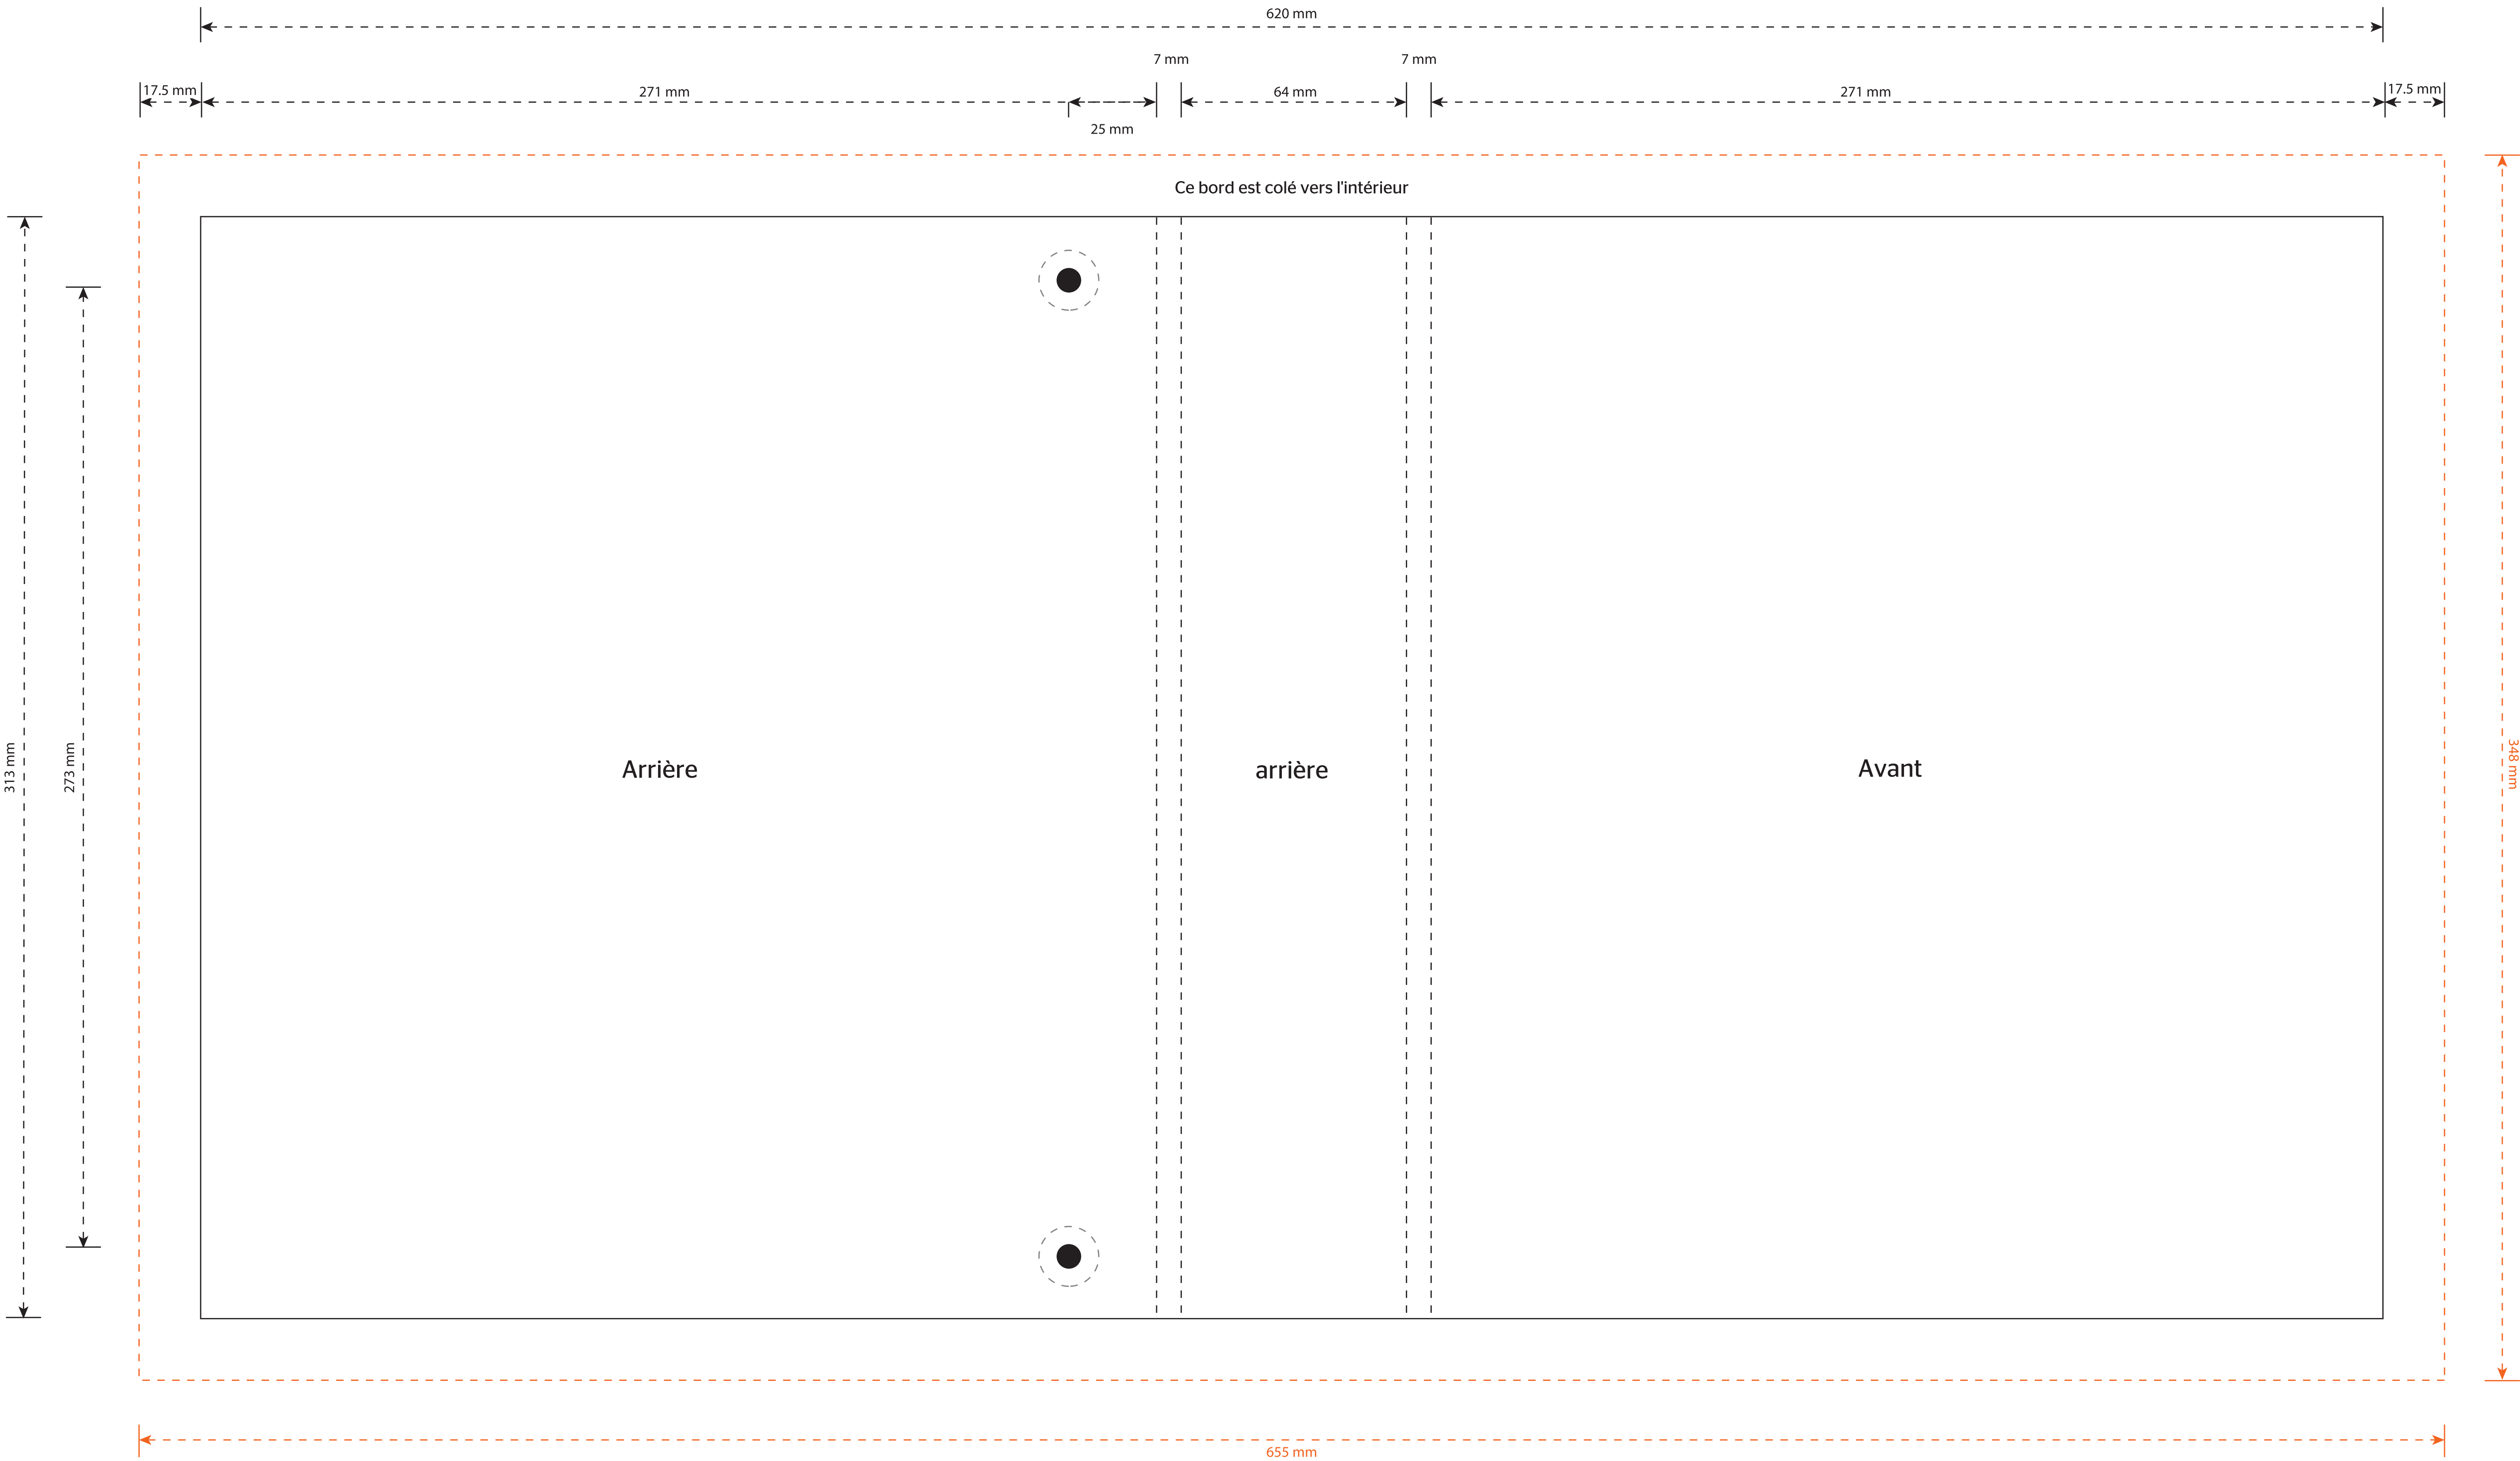 620 mm
7 mm
7 mm
17.5 mm
271 mm
64 mm
271 mm
17.5 mm
25 mm
Ce bord est colé vers l'intérieur
313 mm
273 mm
Arrière
arrière
Avant
348 mm
655 mm